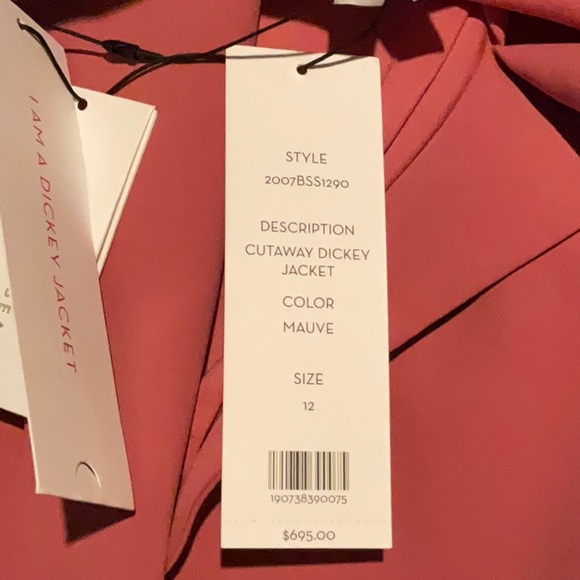 I AM A DICKEY JACKET
STYLE
2007BSS1290
DESCRIPTION
CUTAWAY DICKEY
JACKET
COLOR
MAUVE
SIZE
12
190738390075
$695.00